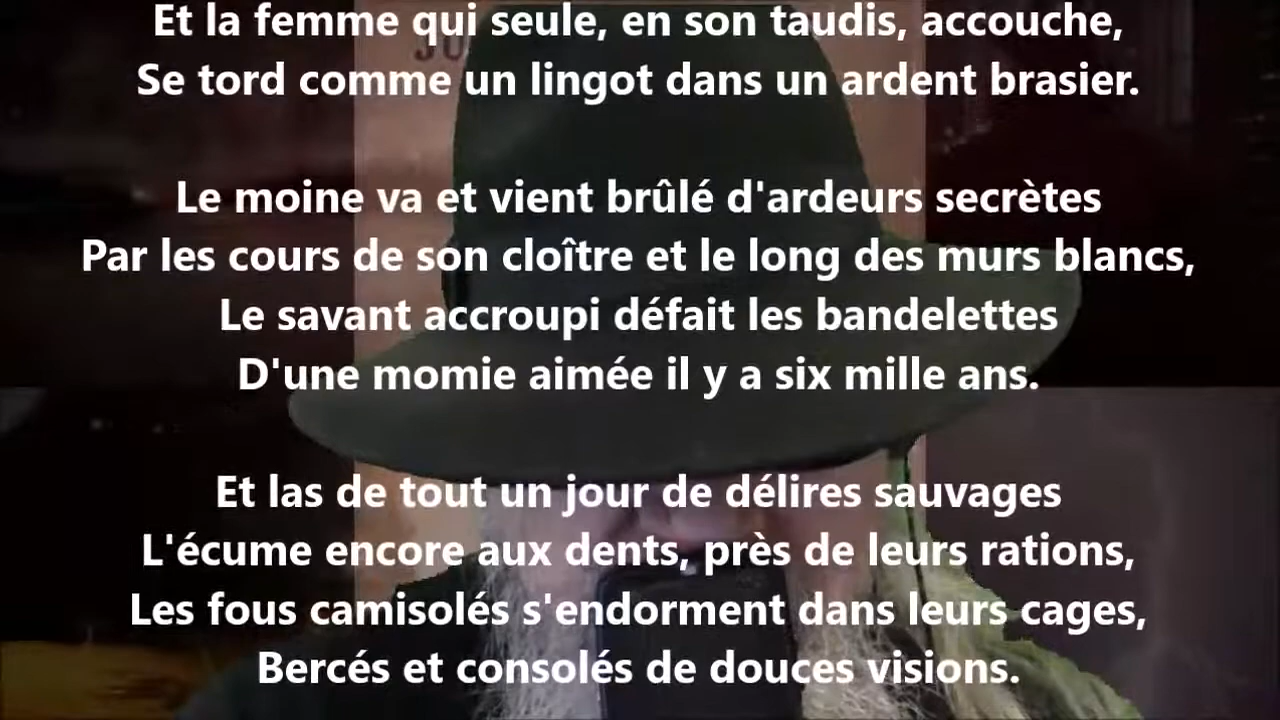 JO
Et la femme qui seule, en son taudis, accouche,
Se tord comme un lingot dans un ardent brasier.
Le moine va et vient brûlé d'ardeurs secrètes
Par les cours de son cloître et le long des murs blancs,
Le savant accroupi défait les bandelettes
D'une momie aimée il y a six mille ans.
Et las de tout un jour de délires sauvages
L'écume encore aux dents, près de leurs rations,
Les fous camisolés s'endorment dans leurs cages,
Bercés et consolés de douces visions.